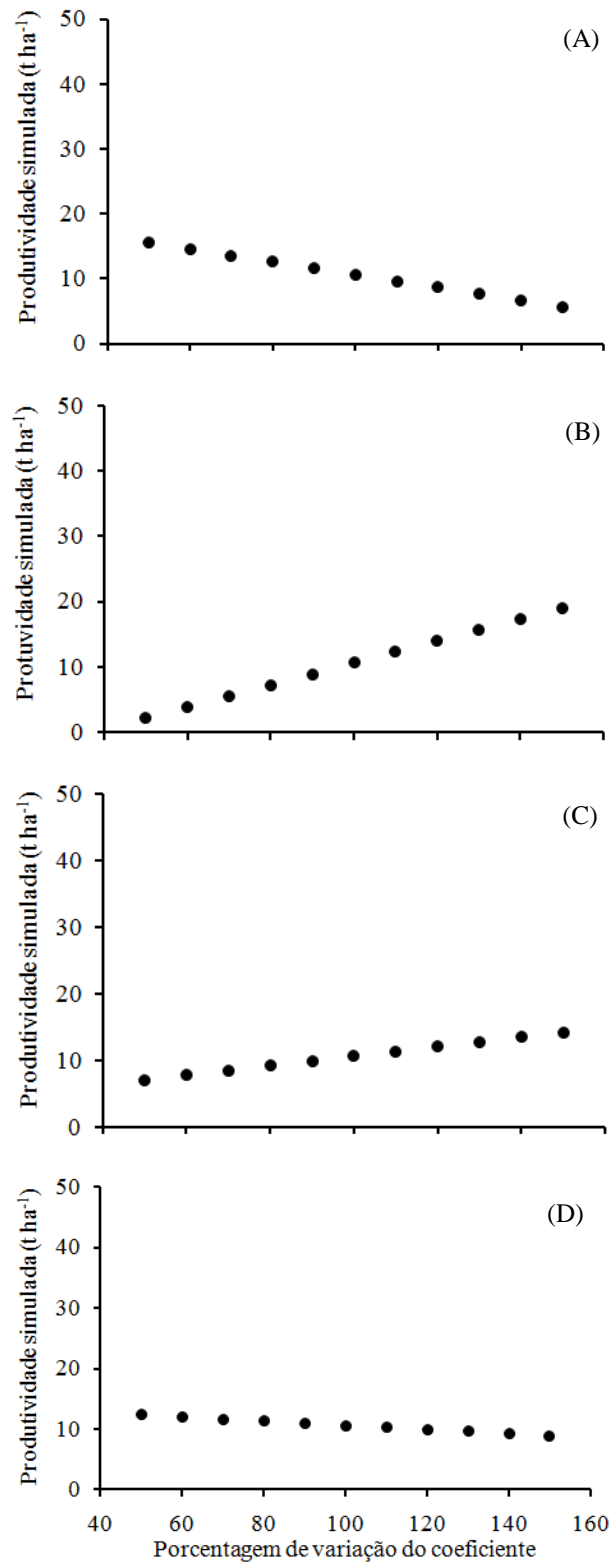 Produtividade simulada (t ha-1)
50
40
30
20
10
0
(A)
Protuvidade simulada (t ha-1)
50
40
30
20
10
0
(B)
Produtividade simulada (t ha-1)
50
40
30
20
10
0
(C)
Produtividade simulada (t ha-1)
50
40
30
20
10
0
(D)
40 60 80 100 120 140 160
Porcentagem de variação do coeficiente